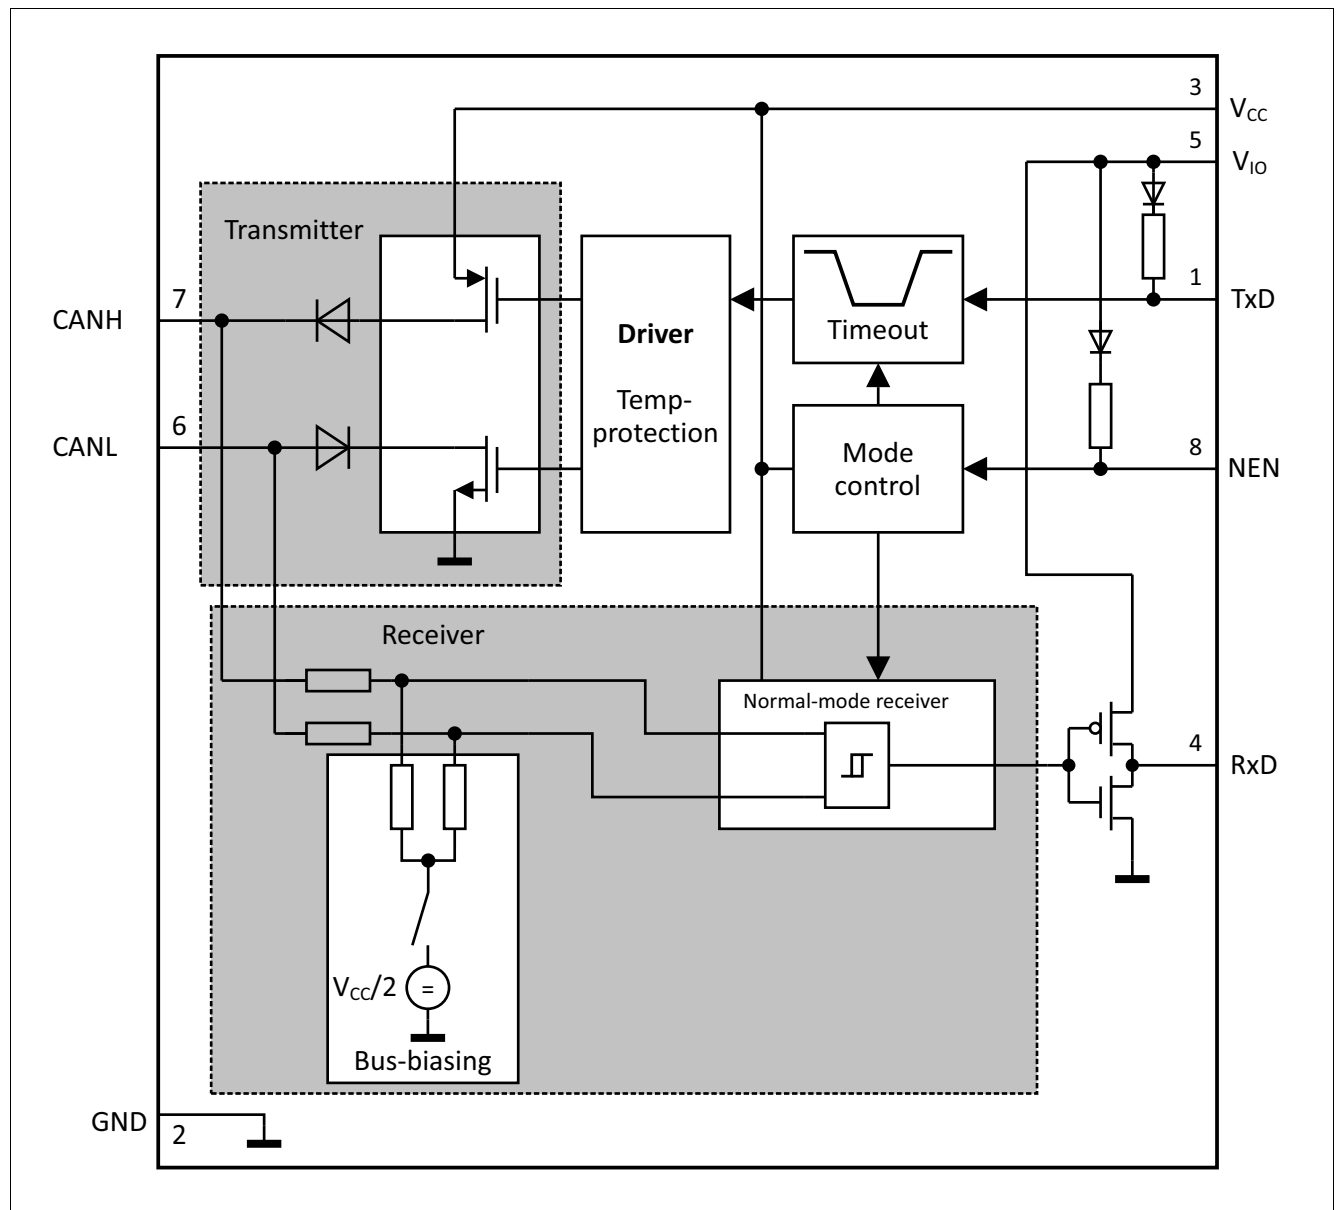 3
VCC
5
VIO
Transmitter
7
CANH
1
TxD
Timeout
Driver
Temp-
protection
6
CANL
Mode
control
8
NEN
Receiver
Normal-mode receiver
4
RxD
VCC/2
=
Bus-biasing
GND
2